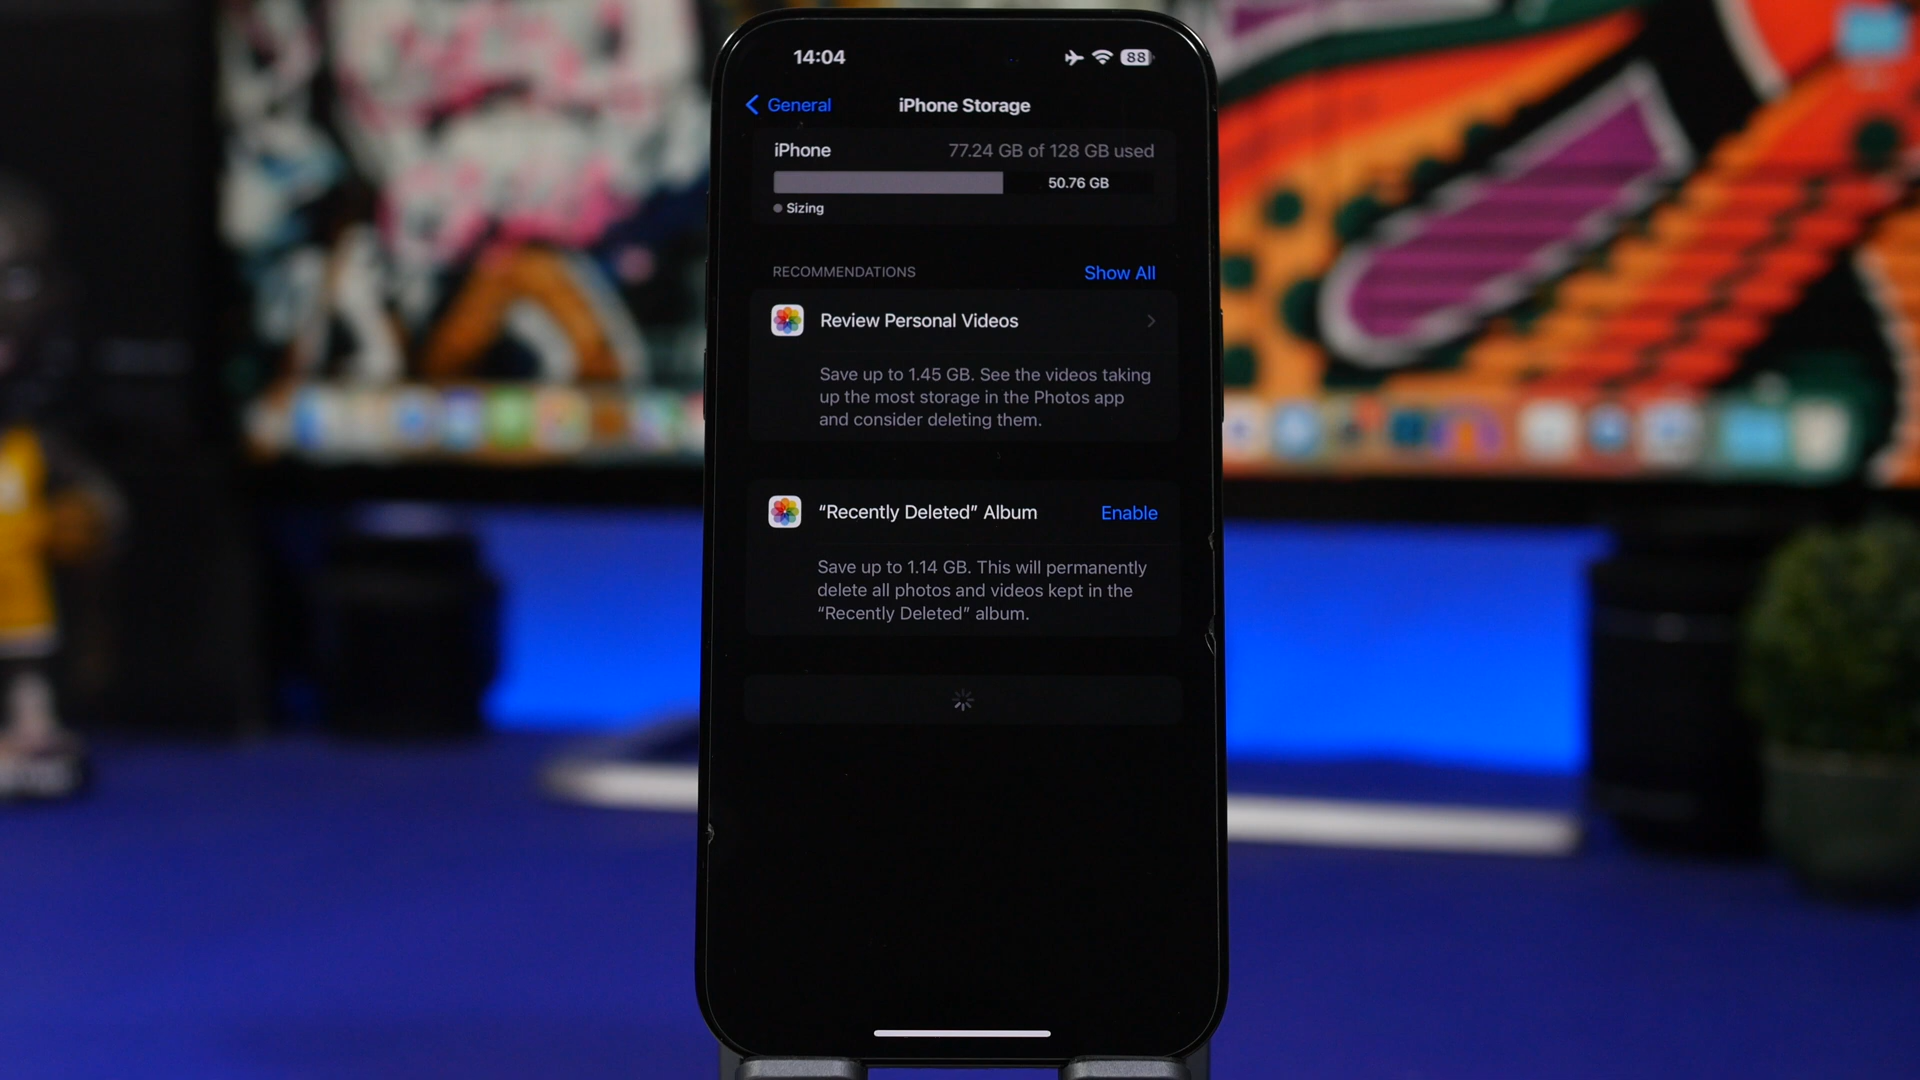 14:04
88
General
iPhone Storage
iPhone
77.24 GB of 128 GB used
50.76 GB
Sizing
RECOMMENDATIONS
Show All
Review Personal Videos
Save up to 1.45 GB. See the videos taking
up the most storage in the Photos app
and consider deleting them.
“Recently Deleted” Album
Enable
Save up to 1.14 GB. This will permanently
delete all photos and videos kept in the
“Recently Deleted” album.